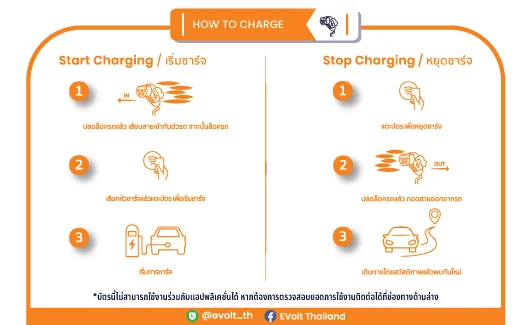 HOW TO CHARGE
Start Charging / เริ่มชาร์จ
1
IN
ปลดล็อครถแล้ว เสียบสายเข้ากับตัวรถ จากนั้นล็อครถ
2
เลือกหัวชาร์จแล้วแตะบัตรเพื่อเริ่มชาร์จ
3
เริ่มการชาร์จ
Stop Charging / หยุดชาร์จ
1
แตะบัตรเพื่อหยุดชาร์จ
2
OUT
ปลดล็อครถแล้ว ถอดสายออกจากรถ
3
เดินทางโดยสวัสดิภาพแล้วพบกันใหม่
*บัตรนี้ไม่สามารถใช้งานร่วมกับแอปพลิเคชั่นได้ หากต้องการตรวจสอบยอดการใช้งานติดต่อได้ที่ช่องทางด้านล่าง
@evolt_th EVolt Thailand